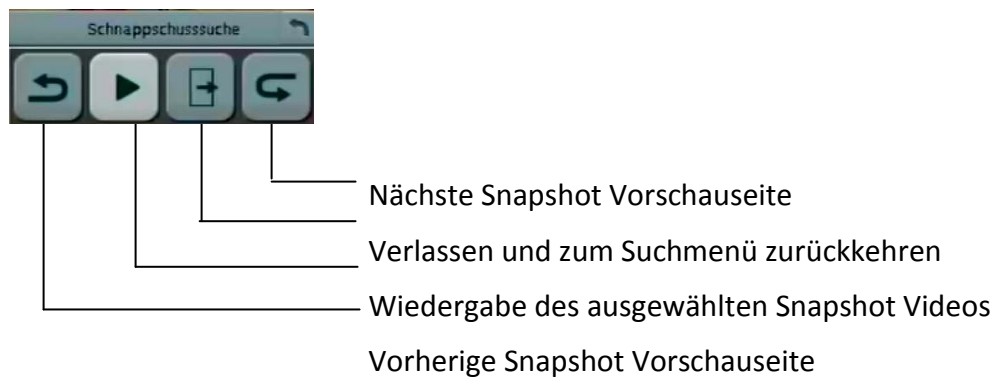 Schnappschusssuche
Nächste Snapshot Vorschauseite
Verlassen und zum Suchmenü zurückkehren
Wiedergabe des ausgewählten Snapshot Videos
Vorherige Snapshot Vorschauseite